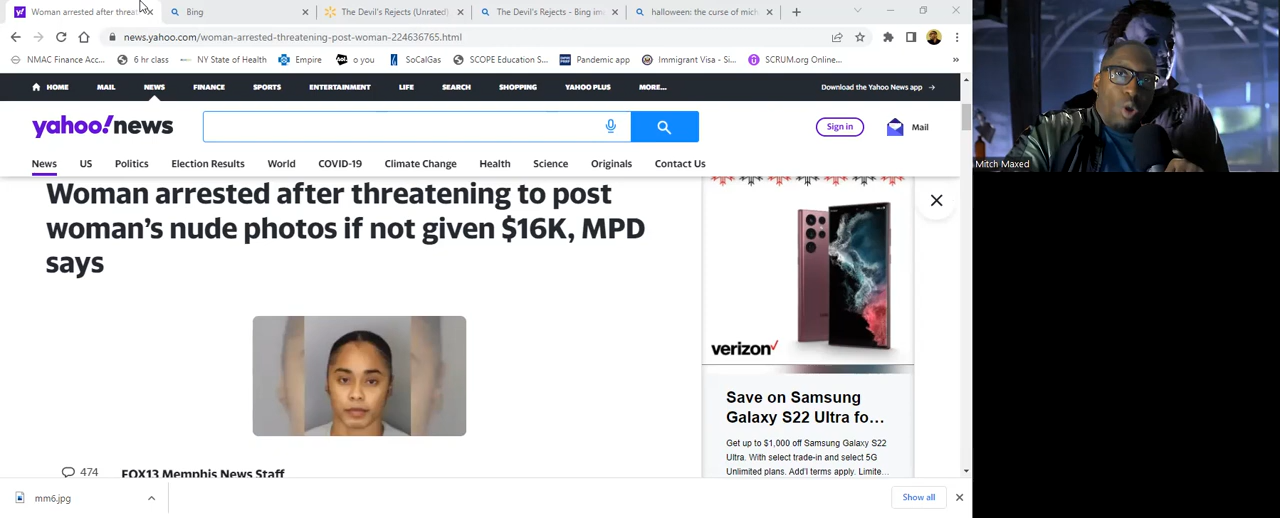 Woman arrested after threat
Bing
The Devil's Rejects (Unrated)
The Devil's Rejects - Bing im
halloween: the curse of mich
news.yahoo.com/woman-arrested-threatening-post-woman-224636765.html
NMAC Finance Acc...
6 hr class
NY State of Health
Empire
Aol.
o you
SoCalGas
SCOPE Education S...
Pandemic app
Immigrant Visa - Si...
SCRUM.org Online...
»
HOME
MAIL
NEWS
FINANCE
SPORTS
ENTERTAINMENT
LIFE
SEARCH
SHOPPING
YAHOO PLUS
MORE...
Download the Yahoo News app
yahoo!news
Sign in
Mail
News
US
Politics
Election Results
World
COVID-19
Climate Change
Health
Science
Originals
Contact Us
Woman arrested after threatening to post
woman's nude photos if not given $16K, MPD
says
474
FOX13 Memphis News Staff
verizon✓
Save on Samsung
Galaxy S22 Ultra fo...
Get up to $1,000 off Samsung Galaxy S22
Ultra. With select trade-in and select 5G
Unlimited plans. Add'l terms apply. Limite...
mm6.jpg
Show all
Mitch Maxed